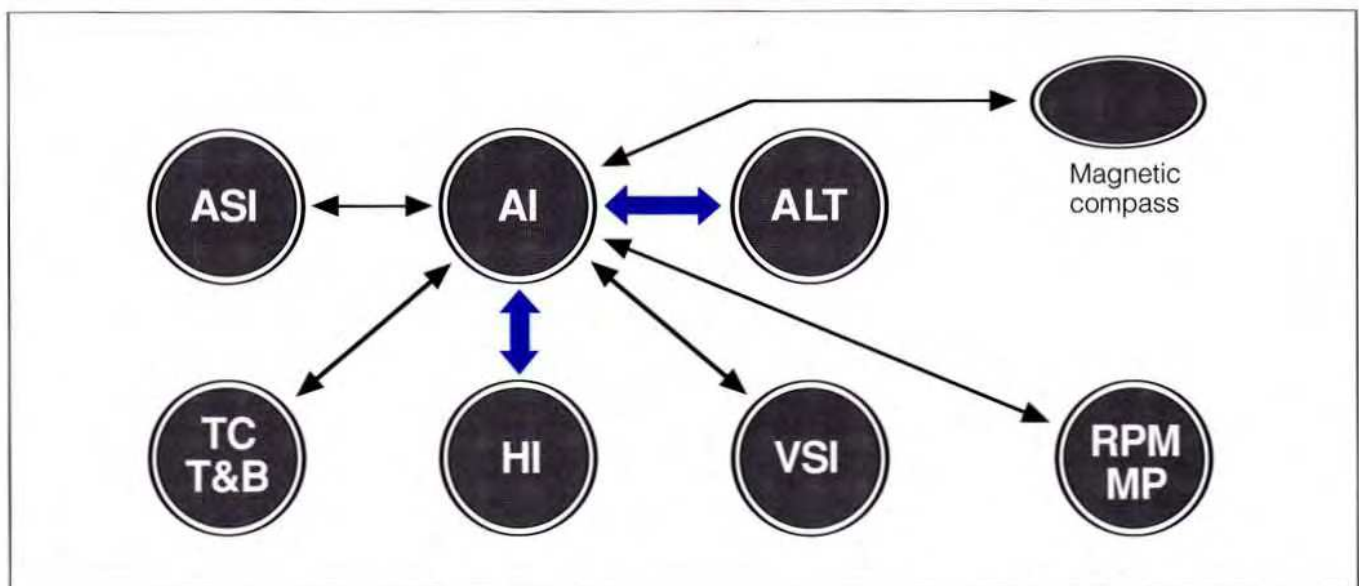 ASI
AI
ALT
Magnetic
compass
TC
T&B
HI
VSI
RPM
MP